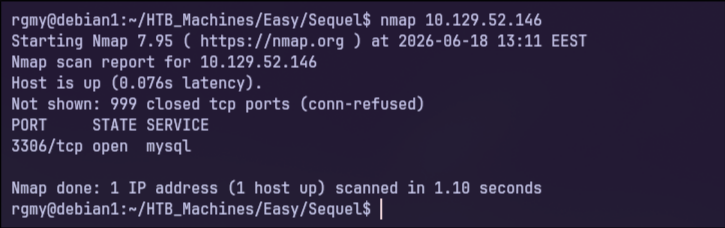 rgmy@debian1:~/HTB_Machines/Easy/Sequel$ nmap 10.129.52.146
Starting Nmap 7.95 ( https://nmap.org ) at 2026-06-18 13:11 EEST
Nmap scan report for 10.129.52.146
Host is up (0.076s latency).
Not shown: 999 closed tcp ports (conn-refused)
PORT     STATE SERVICE
3306/tcp open  mysql
Nmap done: 1 IP address (1 host up) scanned in 1.10 seconds
rgmy@debian1:~/HTB_Machines/Easy/Sequel$